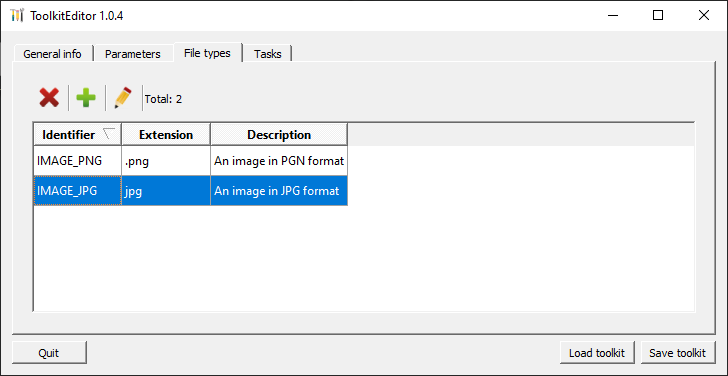 ToolkitEditor 1.0.4
General info Parameters File types Tasks
Total: 2
Identifier Extension Description
IMAGE_PNG .png An image in PGN format
IMAGE_JPG jpg An image in JPG format
Quit Load toolkit Save toolkit